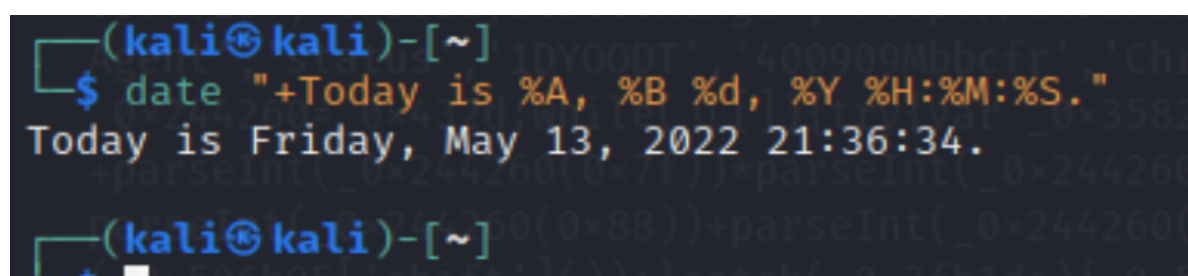 ┌──(kali㉿kali)-[~]
└─$ date "+Today is %A, %B %d, %Y %H:%M:%S."
Today is Friday, May 13, 2022 21:36:34.
┌──(kali㉿kali)-[~]